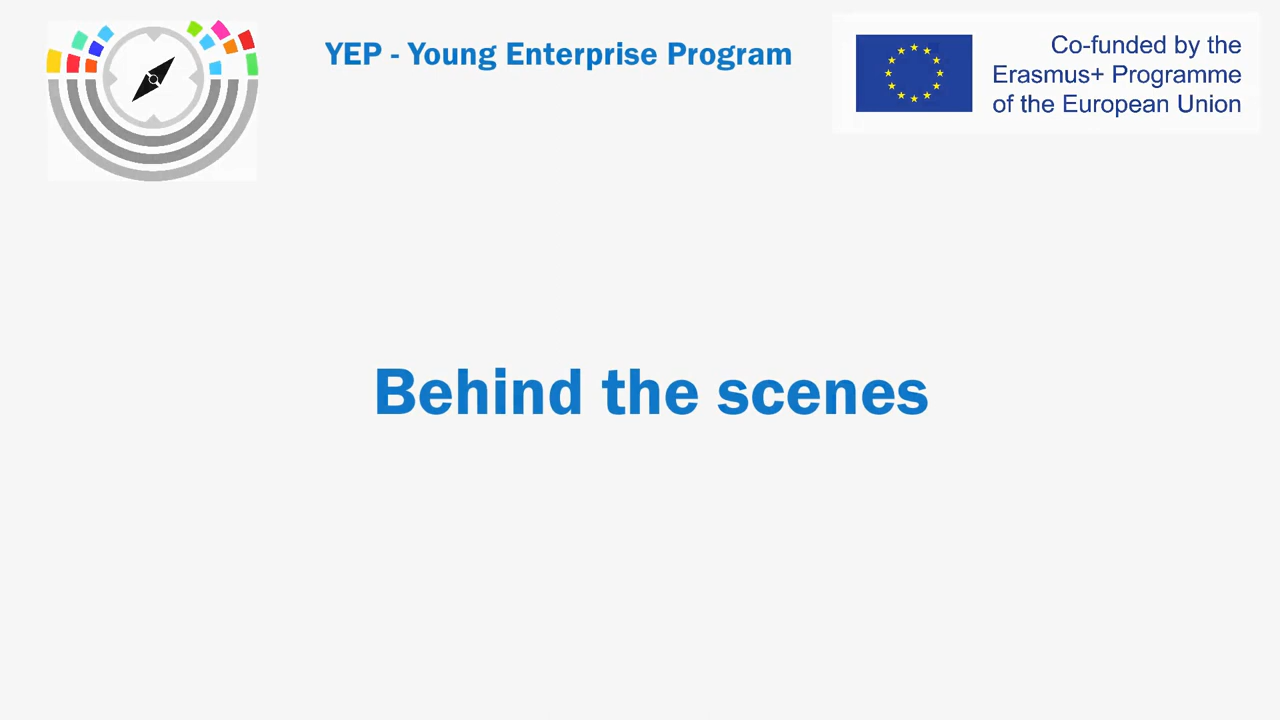 YEP - Young Enterprise Program
Co-funded by the
Erasmus+ Programme
of the European Union
Behind the scenes